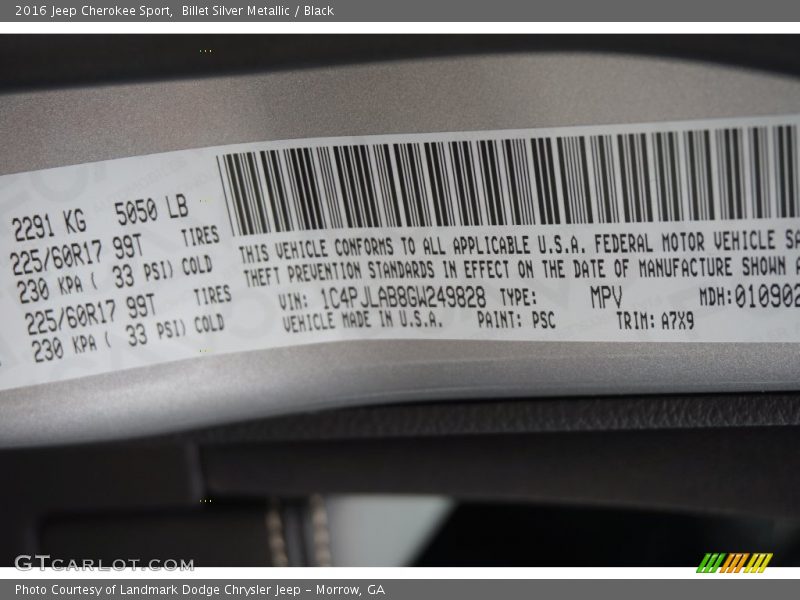 2016 Jeep Cherokee Sport, Billet Silver Metallic / Black
2291 KG 5050 LB
225/60R17 99T TIRES
230 KPA ( 33 PSI) COLD
225/60R17 99T TIRES
230 KPA ( 33 PSI) COLD
THIS VEHICLE CONFORMS TO ALL APPLICABLE U.S.A. FEDERAL MOTOR VEHICLE SA
THEFT PREVENTION STANDARDS IN EFFECT ON THE DATE OF MANUFACTURE SHOWN A
VIN: 1C4PJLAB8GW249828 TYPE: MPV MDH: 010902
VEHICLE MADE IN U.S.A. PAINT: PSC TRIM: A7X9
GTCARLOT.COM
Photo Courtesy of Landmark Dodge Chrysler Jeep – Morrow, GA